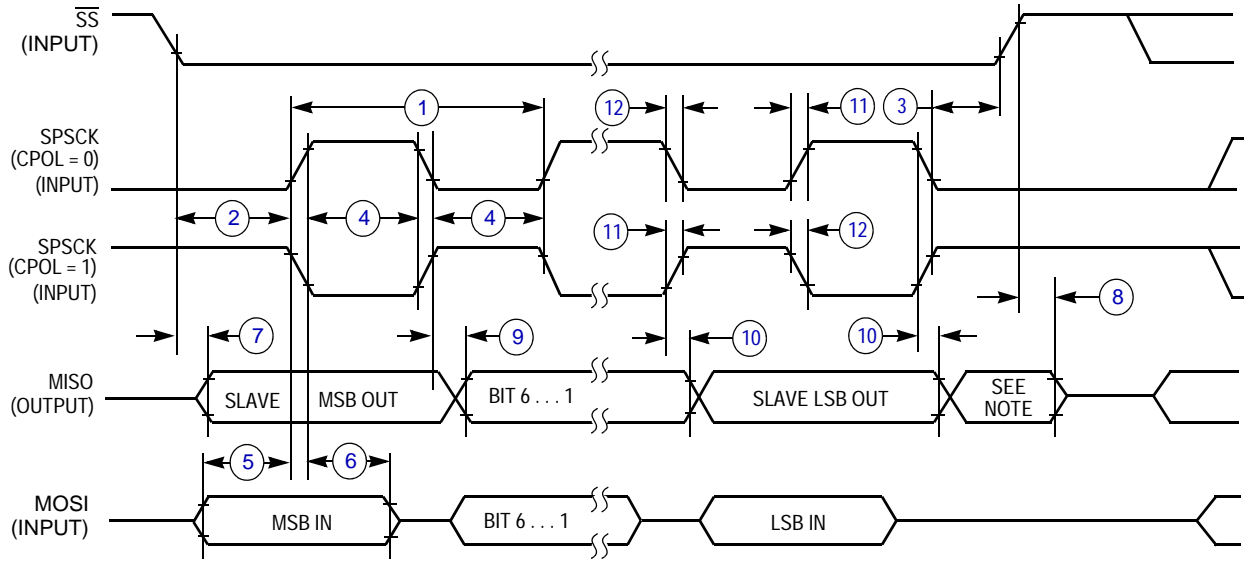 SS
(INPUT)
1
12
11
3
SPSCK
(CPOL = 0)
(INPUT)
2
4
4
11
12
SPSCK
(CPOL = 1)
(INPUT)
7
9
10
10
8
MISO
(OUTPUT)
SLAVE
MSB OUT
BIT 6 . . . 1
SLAVE LSB OUT
SEE
NOTE
5
6
MOSI
(INPUT)
MSB IN
BIT 6 . . . 1
LSB IN